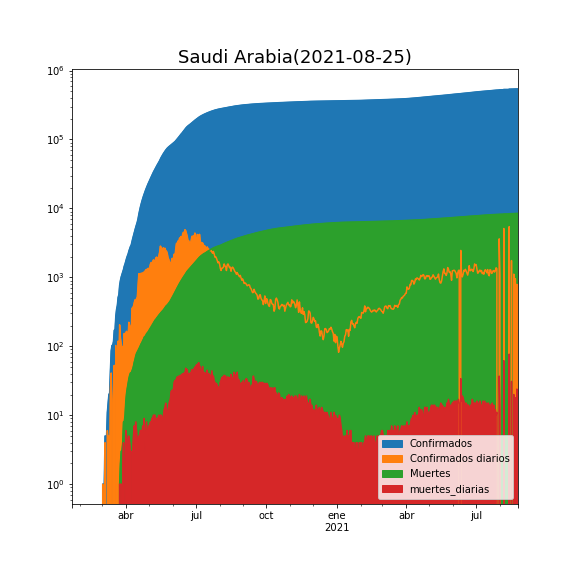 Saudi Arabia(2021-08-25)
10⁶
10⁵
10⁴
10³
10²
10¹
10⁰
Confirmados
Confirmados diarios
Muertes
muertes_diarias
abr jul oct ene abr jul
2021